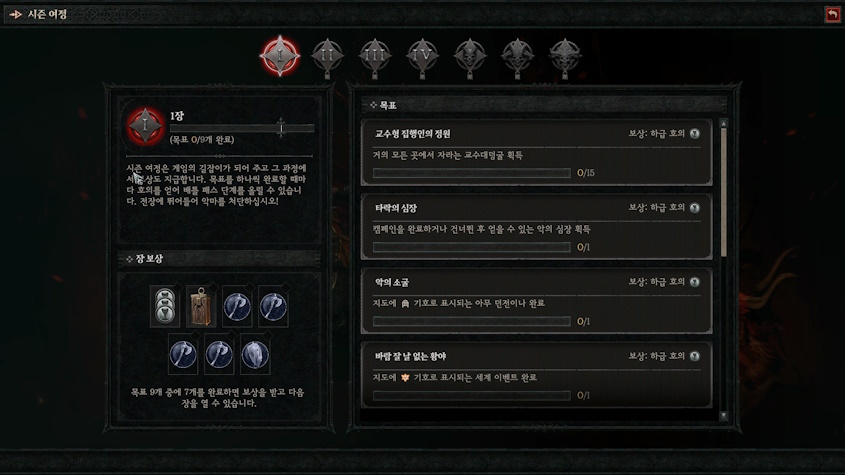 시즌 여정
I
II
III
IV
I
1장
(목표 0/9개 완료)
시즌 여정은 게임의 길잡이가 되어 주고 그 과정에
서 보상도 지급합니다. 목표를 하나씩 완료할 때마
다 호의를 얻어 배틀 패스 단계를 올릴 수 있습니
다. 전장에 뛰어들어 악마를 처단하십시오!
장 보상
목표 9개 중에 7개를 완료하면 보상을 받고 다음
장을 열 수 있습니다.
목표
교수형 집행인의 정원
보상: 하급 호의
거의 모든 곳에서 자라는 교수대덩굴 획득
0/15
타락의 심장
보상: 하급 호의
캠페인을 완료하거나 건너뛴 후 얻을 수 있는 악의 심장 획득
0/1
악의 소굴
보상: 하급 호의
지도에 기호로 표시되는 아무 던전이나 완료
0/1
바람 잘 날 없는 황야
보상: 하급 호의
지도에 기호로 표시되는 세계 이벤트 완료
0/1